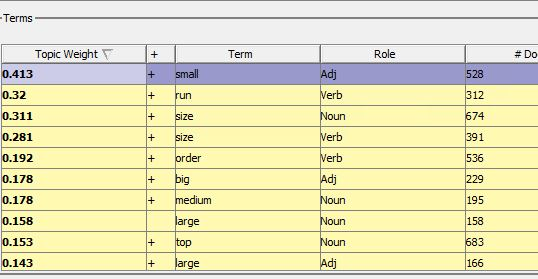 Terms
Topic Weight + Term Role # Do
0.413 + small Adj 528
0.32 + run Verb 312
0.311 + size Noun 674
0.281 + size Verb 391
0.192 + order Verb 536
0.178 + big Adj 229
0.178 + medium Noun 195
0.158 large Noun 158
0.153 + top Noun 683
0.143 + large Adj 166